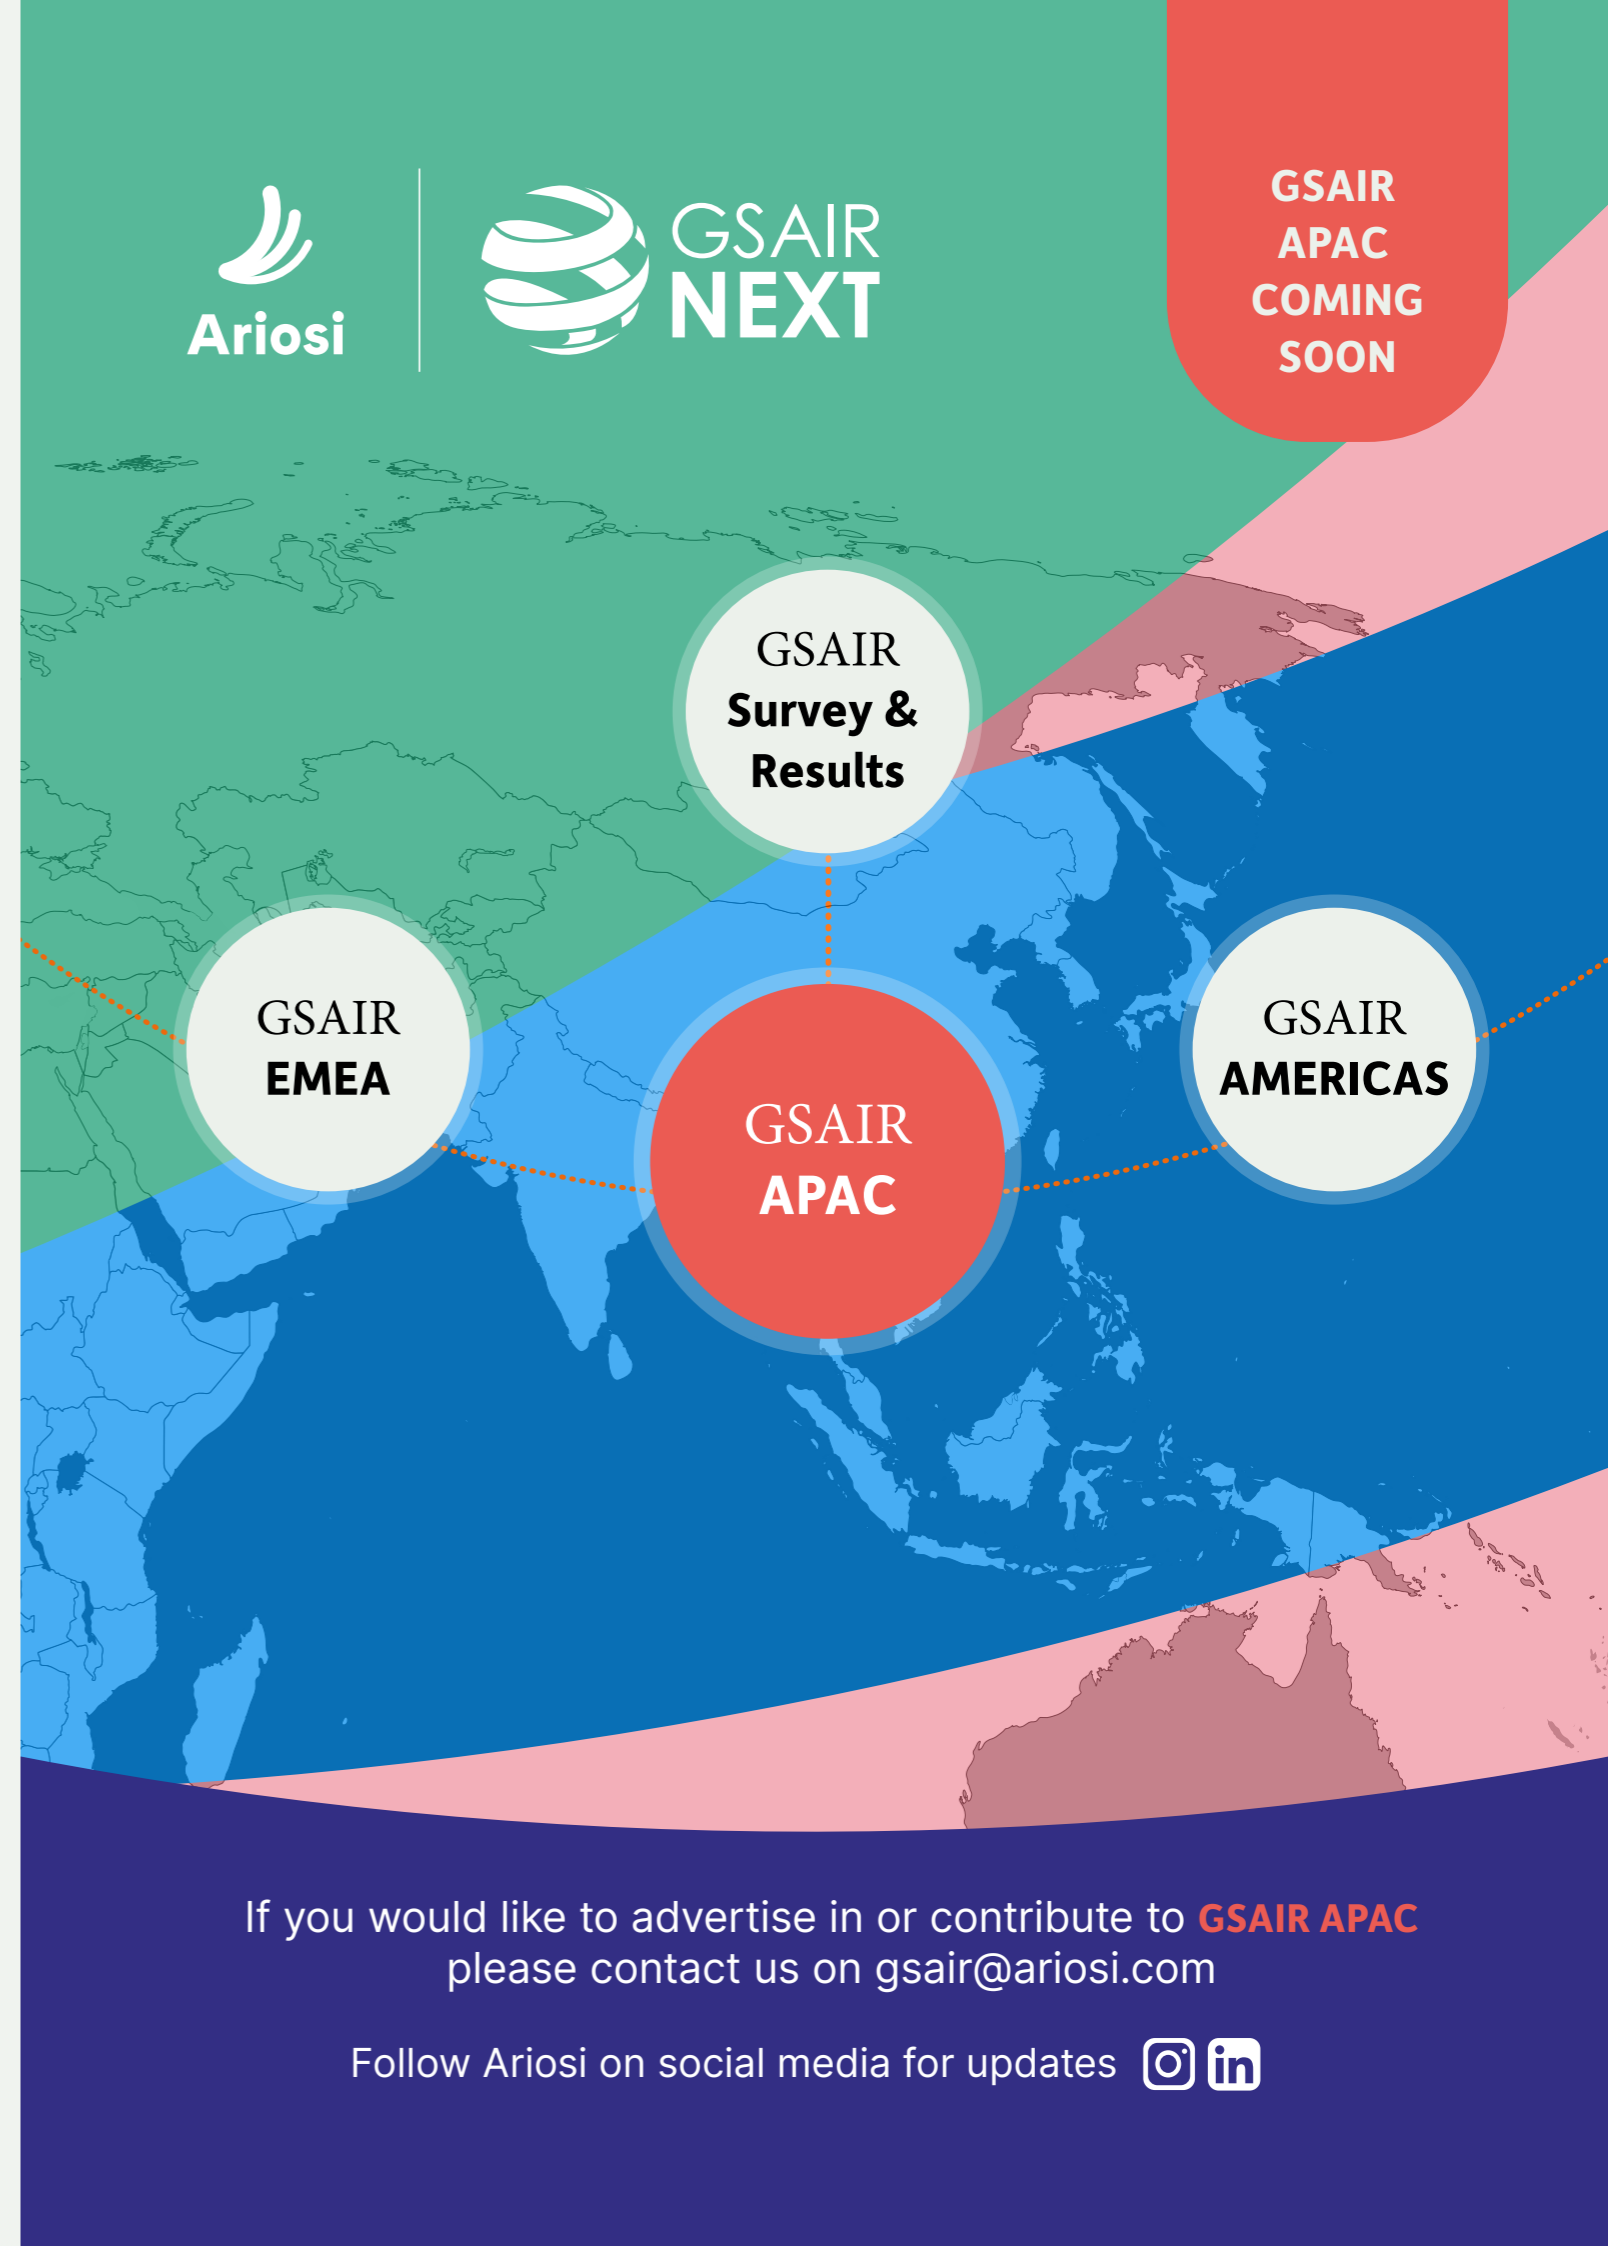 Ariosi
GSAIR
NEXT
GSAIR
APAC
COMING
SOON
GSAIR
Survey &
Results
GSAIR
EMEA
GSAIR
APAC
GSAIR
AMERICAS
If you would like to advertise in or contribute to GSAIR APAC
please contact us on gsair@ariosi.com
Follow Ariosi on social media for updates
in